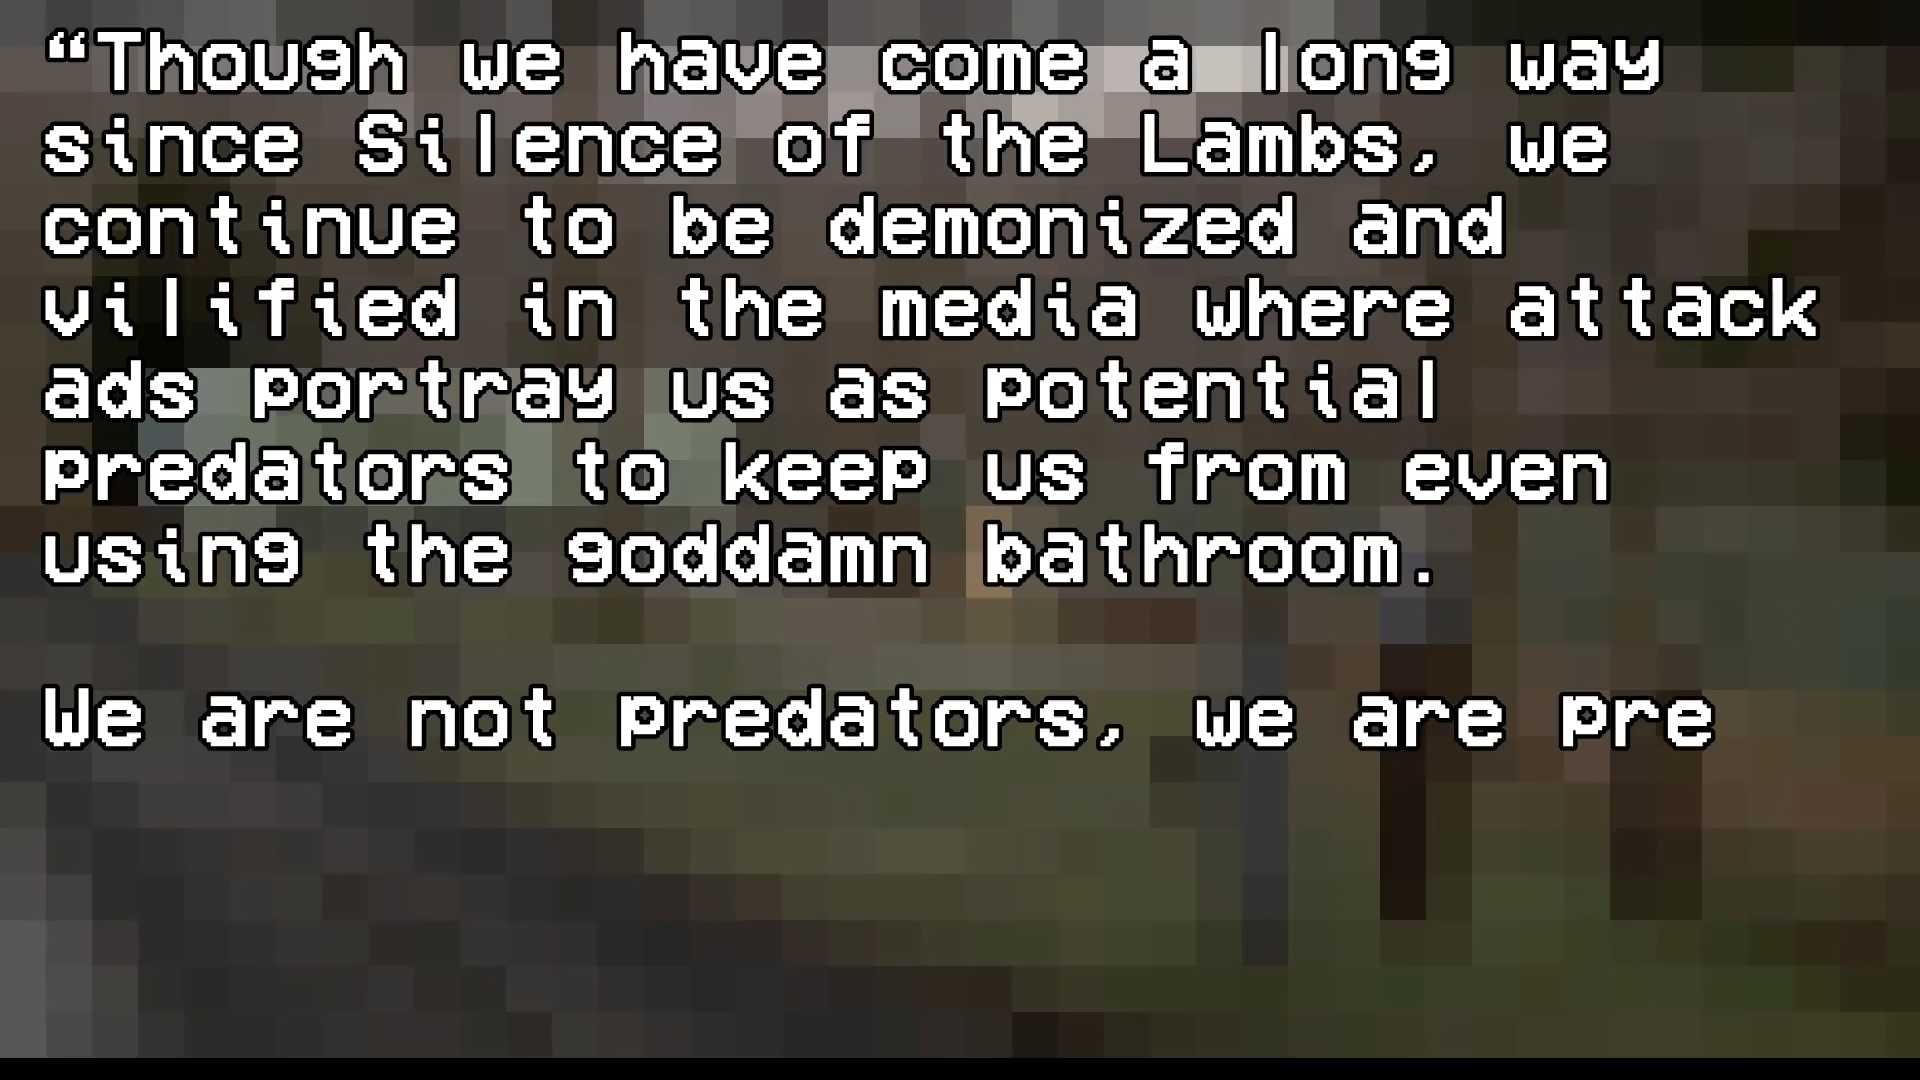 “Though we have come a long way
since Silence of the Lambs, we
continue to be demonized and
vilified in the media where attack
ads portray us as potential
predators to keep us from even
using the goddamn bathroom.
We are not predators, we are pre